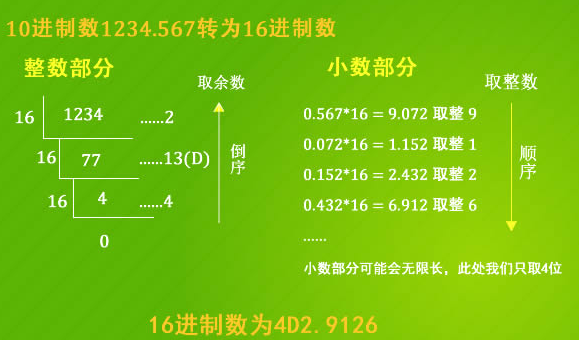 10进制数1234.567转为16进制数
整数部分
取余数
16 1234 ……2
16 77 ……13(D)
16 4 ……4
0
倒序
小数部分
取整数
0.567*16 = 9.072 取整 9
0.072*16 = 1.152 取整 1
0.152*16 = 2.432 取整 2
0.432*16 = 6.912 取整 6
……
顺序
小数部分可能会无限长，此处我们只取4位
16进制数为4D2.9126